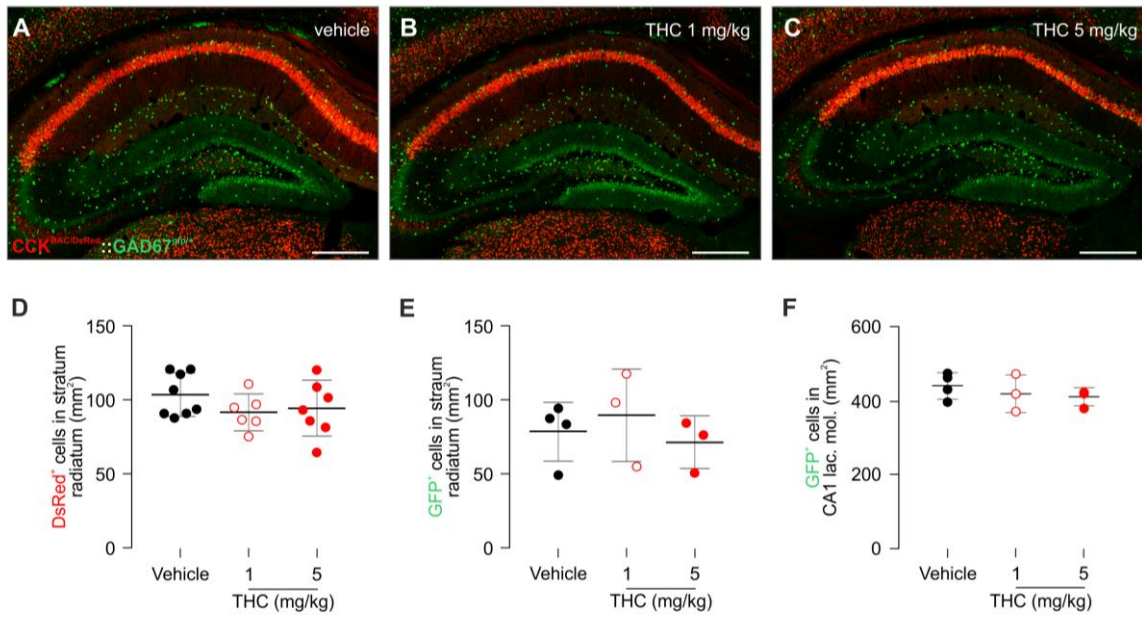 A
vehicle
B
THC 1 mg/kg
C
THC 5 mg/kg
CCK^BAC/DsRed::GAD67^gfp/+
D
DsRed⁺ cells in stratum
radiatum (mm²)
150
100
50
0
Vehicle
1
5
THC (mg/kg)
E
GFP⁺ cells in straum
radiatum (mm²)
150
100
50
0
Vehicle
1
5
THC (mg/kg)
F
GFP⁺ cells in
CA1 lac. mol. (mm²)
600
400
200
0
Vehicle
1
5
THC (mg/kg)